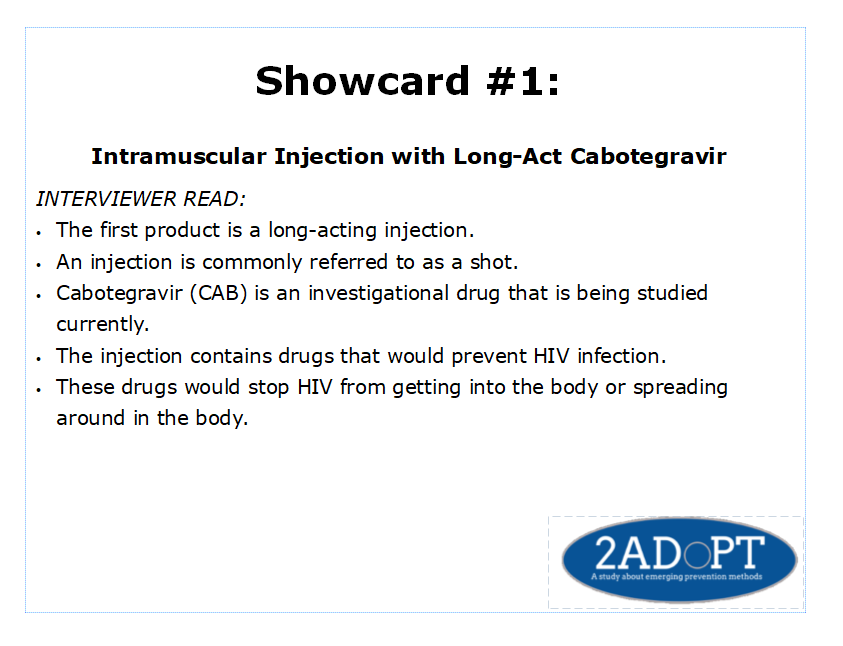 Showcard #1:
Intramuscular Injection with Long-Act Cabotegravir
INTERVIEWER READ:
• The first product is a long-acting injection.
• An injection is commonly referred to as a shot.
• Cabotegravir (CAB) is an investigational drug that is being studied
currently.
• The injection contains drugs that would prevent HIV infection.
• These drugs would stop HIV from getting into the body or spreading
around in the body.
2ADOPT
A study about emerging prevention methods